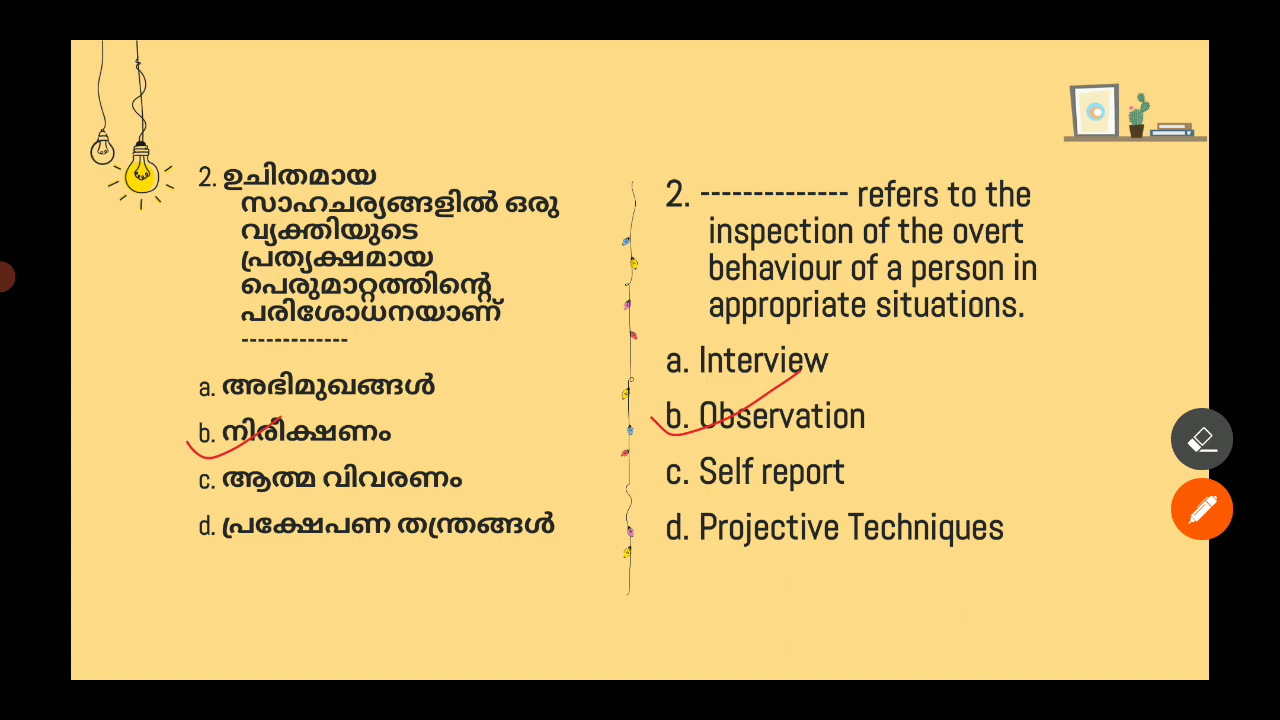 2. ഉചിതമായ
സാഹചര്യങ്ങളിൽ ഒരു
വ്യക്തിയുടെ
പ്രത്യക്ഷമായ
പെരുമാറ്റത്തിന്റെ
പരിശോധനയാണ്
-------------
a. അഭിമുഖങ്ങൾ
b. നിരീക്ഷണം
c. ആത്മ വിവരണം
d. പ്രക്ഷേപണ തന്ത്രങ്ങൾ
2. -------------- refers to the
inspection of the overt
behaviour of a person in
appropriate situations.
a. Interview
b. Observation
c. Self report
d. Projective Techniques